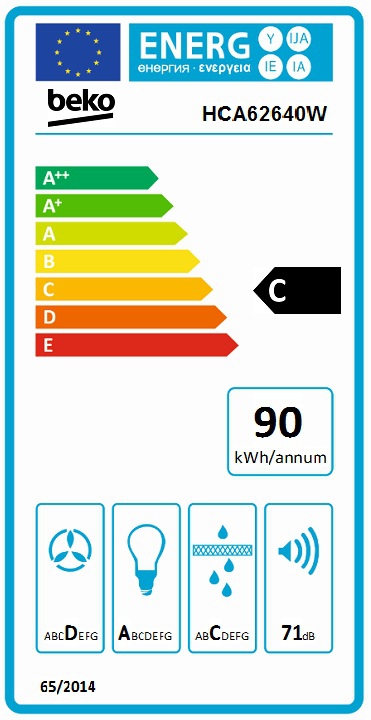 ENERG Y IJA
енергия · ενεργεια IE IA
beko
HCA62640W
A++
A+
A
B
C
C
D
E
90
kWh/annum
ABCDEFG
ABCDEFG
ABCDEFG
71dB
65/2014